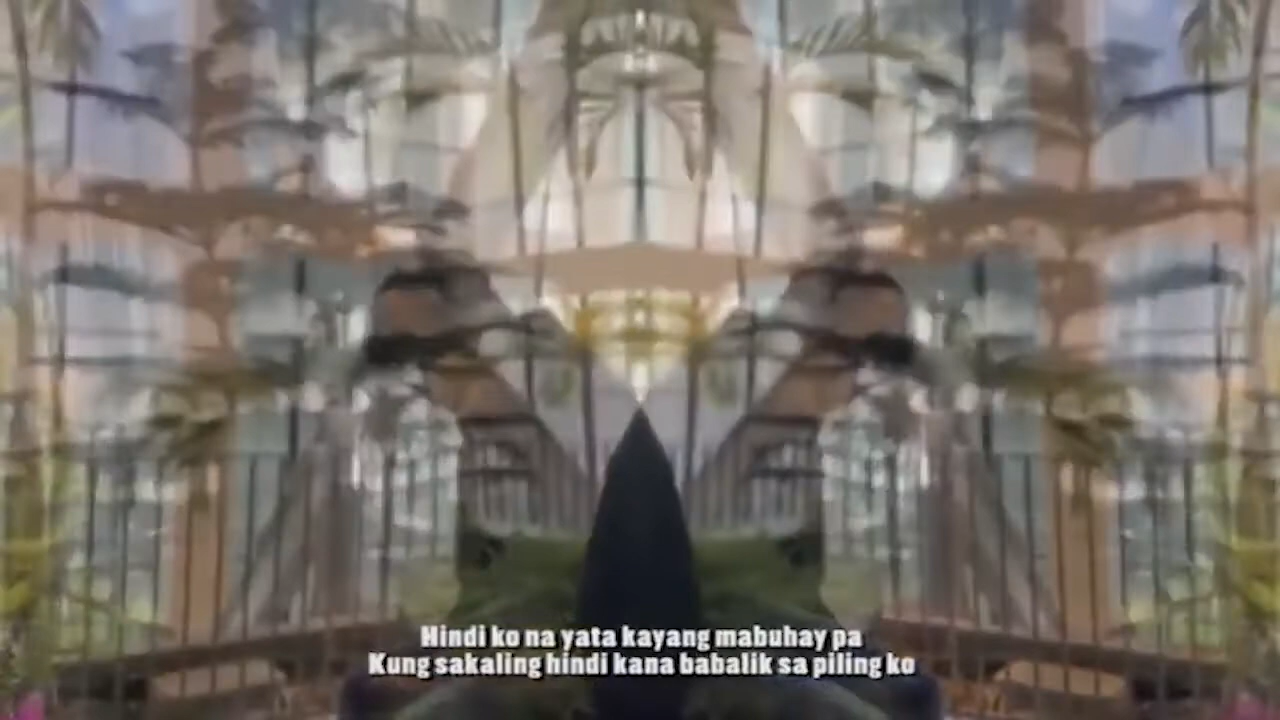 Hindi ko na yata kayang mabuhay pa
Kung sakaling hindi kana babalik sa piling ko